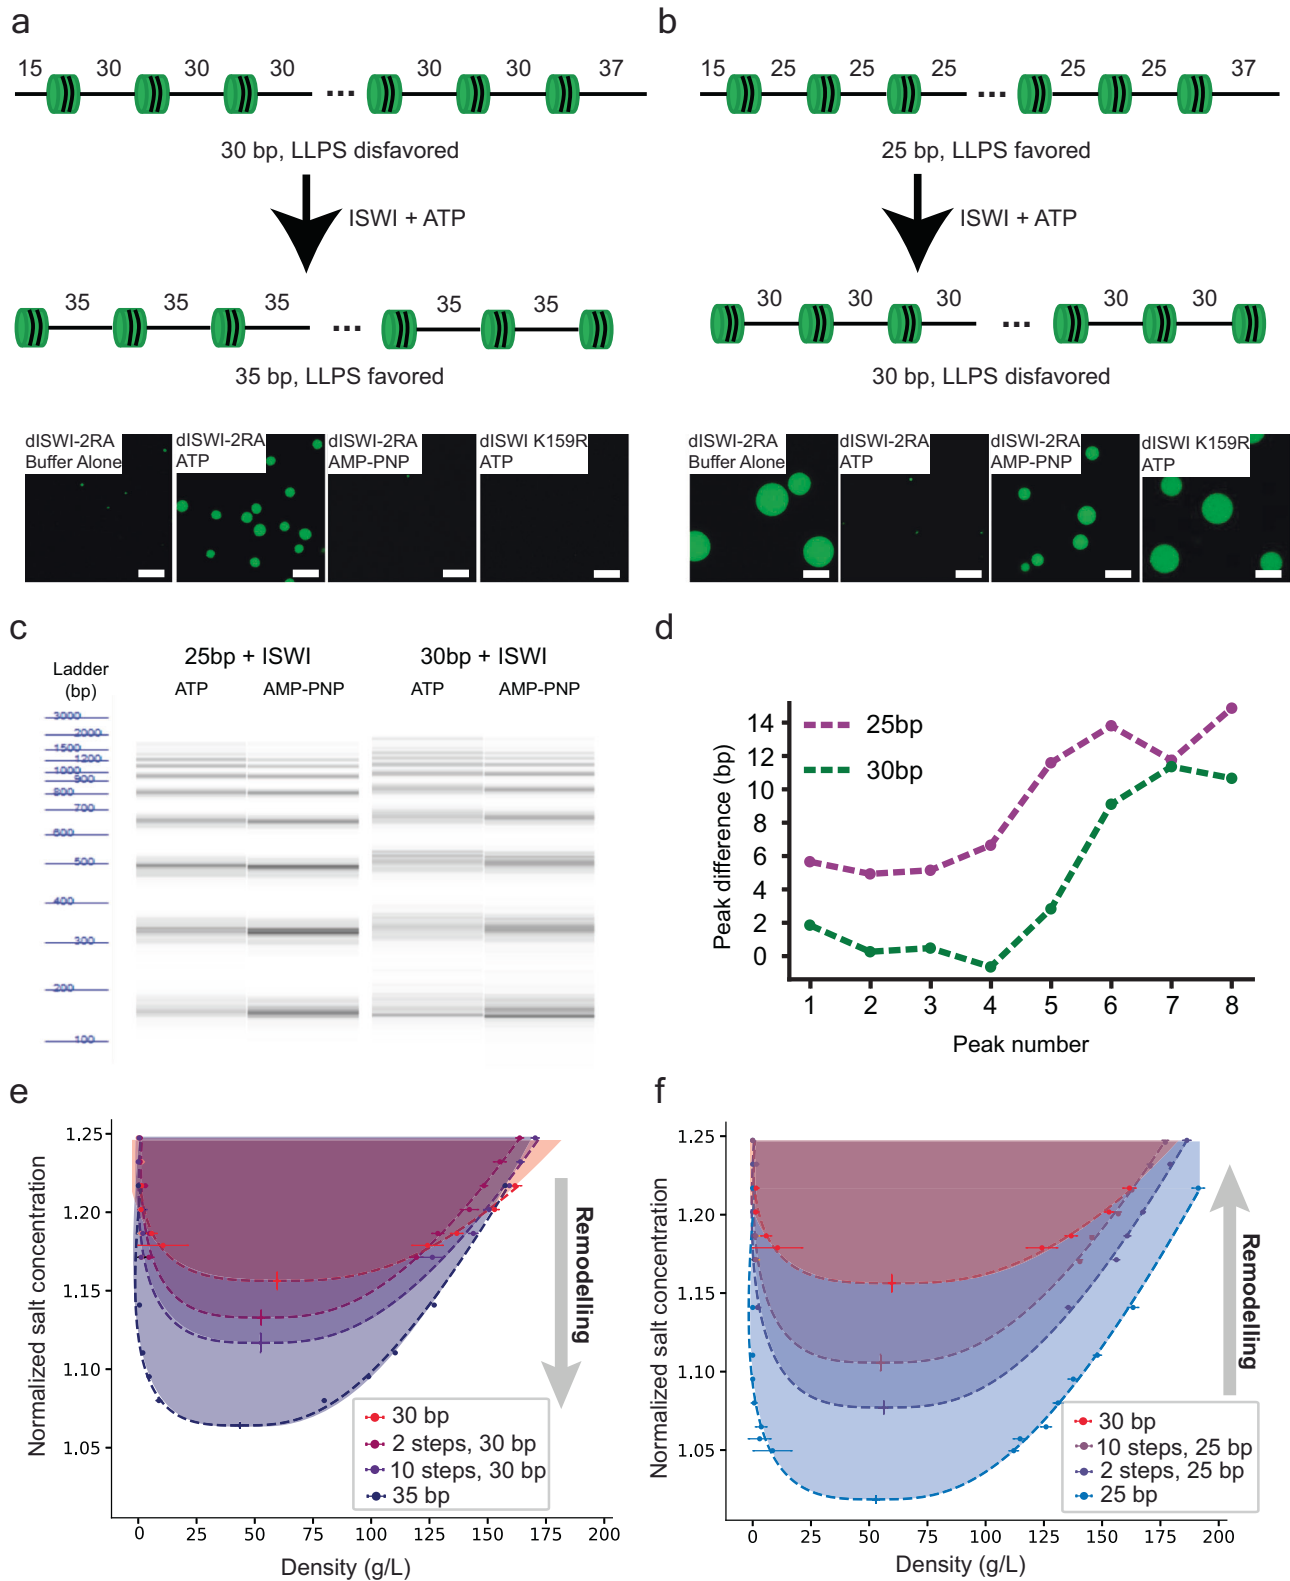 a
15 30 30 30 ... 30 30 37
30 bp, LLPS disfavored
ISWI + ATP
35 35 35 ... 35 35
35 bp, LLPS favored
dISWI-2RA
Buffer Alone
dISWI-2RA
ATP
dISWI-2RA
AMP-PNP
dISWI K159R
ATP
b
15 25 25 25 ... 25 25 37
25 bp, LLPS favored
ISWI + ATP
30 30 30 ... 30 30
30 bp, LLPS disfavored
dISWI-2RA
Buffer Alone
dISWI-2RA
ATP
dISWI-2RA
AMP-PNP
dISWI K159R
ATP
c
Ladder
(bp)
25bp + ISWI
30bp + ISWI
ATP
AMP-PNP
ATP
AMP-PNP
3000
2000
1500
1200
1000
900
800
700
600
500
400
300
200
100
d
Peak difference (bp)
14
12
10
8
6
4
2
0
25bp
30bp
1 2 3 4 5 6 7 8
Peak number
e
Normalized salt concentration
1.25
1.20
1.15
1.10
1.05
Remodelling
30 bp
2 steps, 30 bp
10 steps, 30 bp
35 bp
0 25 50 75 100 125 150 175 200
Density (g/L)
f
Normalized salt concentration
1.25
1.20
1.15
1.10
1.05
Remodelling
30 bp
10 steps, 25 bp
2 steps, 25 bp
25 bp
0 25 50 75 100 125 150 175 200
Density (g/L)